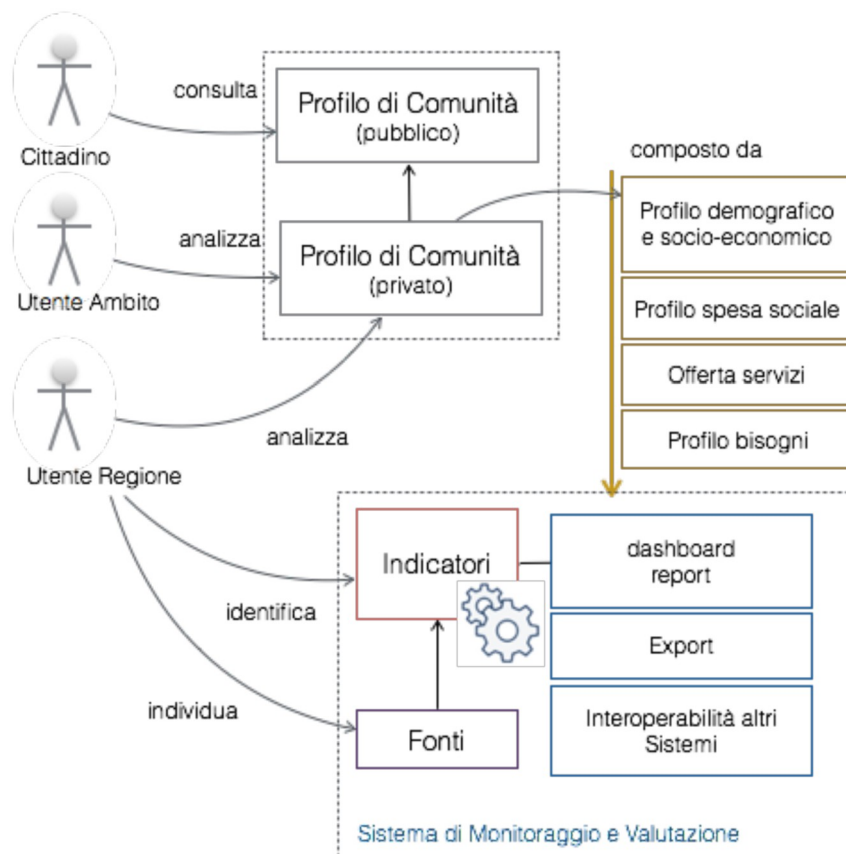 consulta
Profilo di Comunità
(pubblico)
Cittadino
composto da
analizza
Profilo di Comunità
(privato)
Profilo demografico
e socio-economico
Utente Ambito
Profilo spesa sociale
Offerta servizi
analizza
Profilo bisogni
Utente Regione
Indicatori
dashboard
report
identifica
Export
individua
Fonti
Interoperabilità altri
Sistemi
Sistema di Monitoraggio e Valutazione